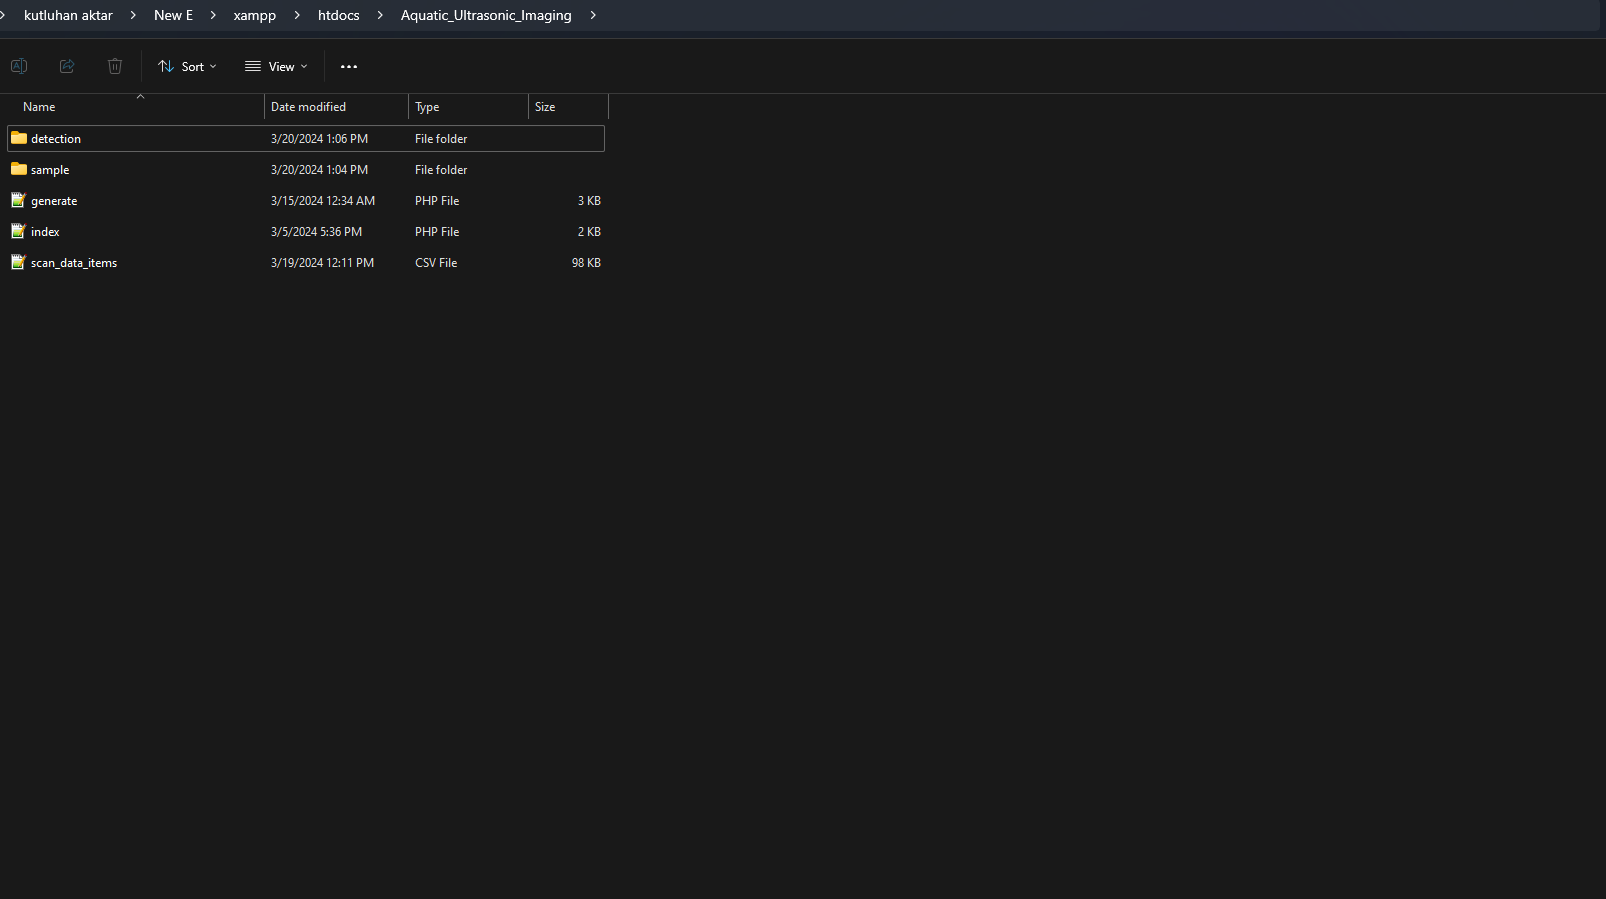 kutluhan aktar > New E > xampp > htdocs > Aquatic_Ultrasonic_Imaging >
Sort View •••
Name Date modified Type Size
detection 3/20/2024 1:06 PM File folder
sample 3/20/2024 1:04 PM File folder
generate 3/15/2024 12:34 AM PHP File 3 KB
index 3/5/2024 5:36 PM PHP File 2 KB
scan_data_items 3/19/2024 12:11 PM CSV File 98 KB